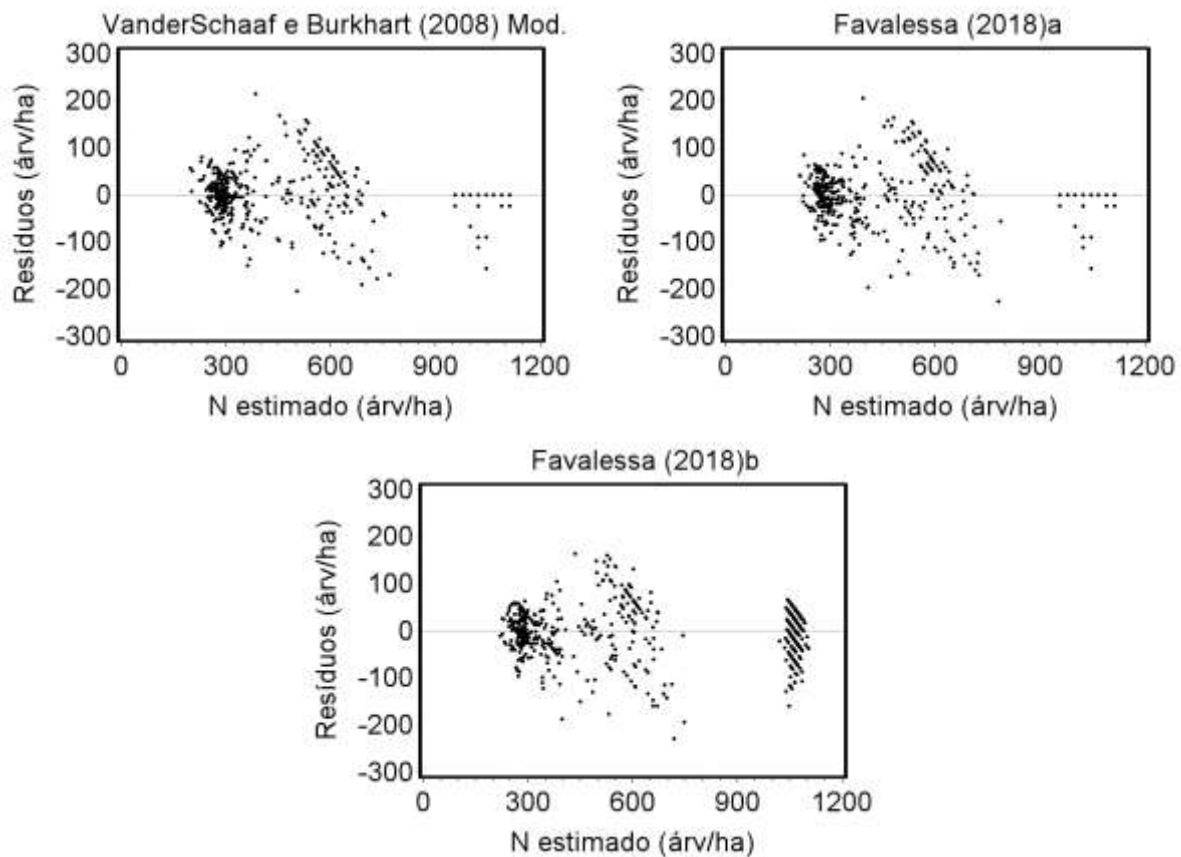 VanderSchaaf e Burkhart (2008) Mod.
300
200
100
0
-100
-200
-300
Resíduos (árv/ha)
0 300 600 900 1200
N estimado (árv/ha)
Favalessa (2018)a
300
200
100
0
-100
-200
-300
Resíduos (árv/ha)
0 300 600 900 1200
N estimado (árv/ha)
Favalessa (2018)b
300
200
100
0
-100
-200
-300
Resíduos (árv/ha)
0 300 600 900 1200
N estimado (árv/ha)